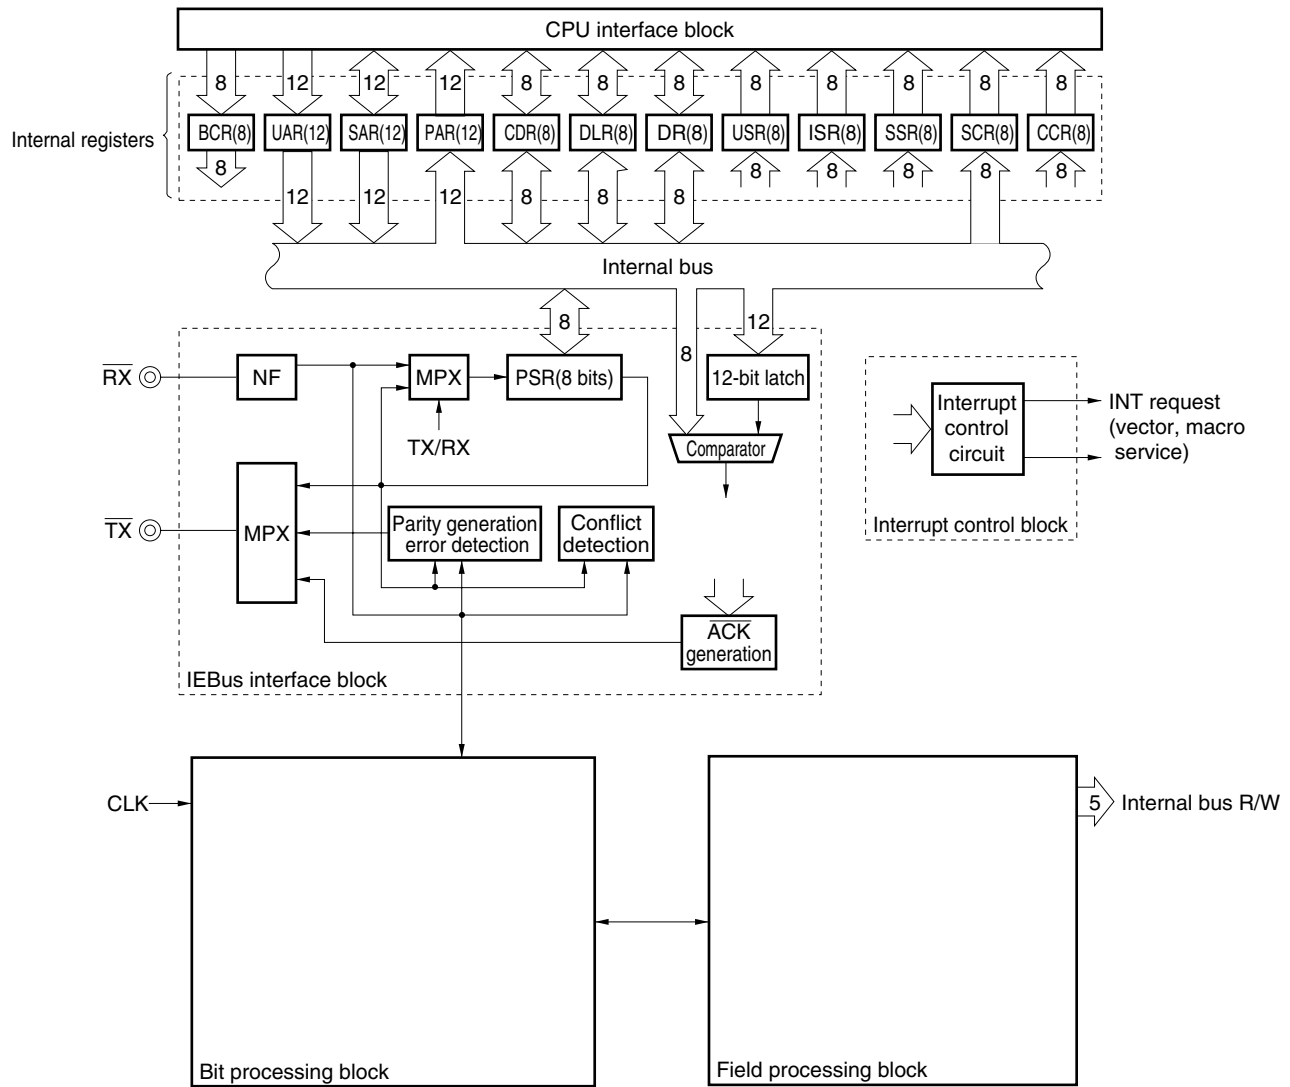 CPU interface block
8 12 12 12 8 8 8 8 8 8 8 8
Internal registers
BCR(8) UAR(12) SAR(12) PAR(12) CDR(8) DLR(8) DR(8) USR(8) ISR(8) SSR(8) SCR(8) CCR(8)
8 12 12 12 8 8 8 8 8 8 8 8
Internal bus
8 8 12
RX NF MPX PSR(8 bits) 12-bit latch
TX/RX
Comparator
Interrupt
control
circuit
INT request
(vector, macro
service)
Interrupt control block
TX MPX
Parity generation
error detection
Conflict
detection
ACK
generation
IEBus interface block
CLK
5 Internal bus R/W
Bit processing block
Field processing block